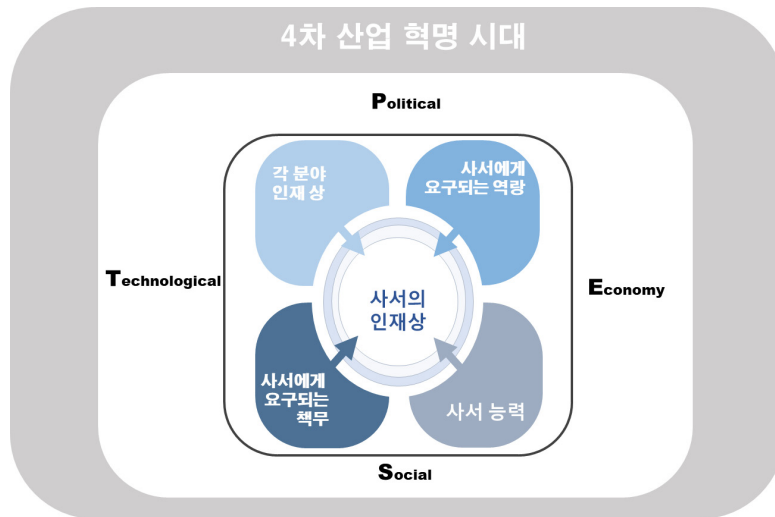 4차 산업 혁명 시대
Political
각 분야
인재 상
사서에게
요구되는 역량
Technological
Economy
사서의
인재상
사서에게
요구되는
책무
사서 능력
Social